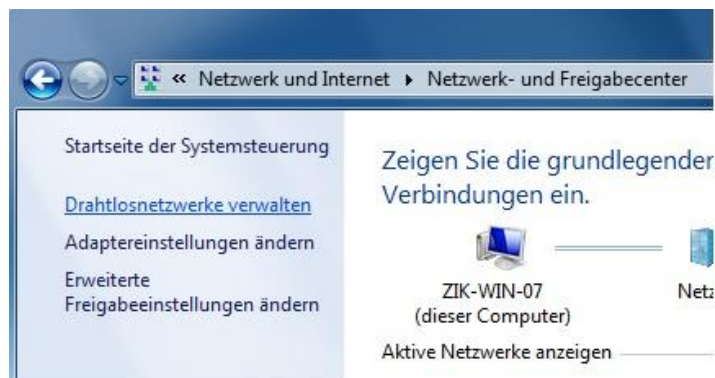 « Netzwerk und Internet ▸ Netzwerk- und Freigabecenter
Startseite der Systemsteuerung
Drahtlosnetzwerke verwalten
Adaptereinstellungen ändern
Erweiterte
Freigabeeinstellungen ändern
Zeigen Sie die grundlegender
Verbindungen ein.
ZIK-WIN-07
(dieser Computer)
Netz
Aktive Netzwerke anzeigen